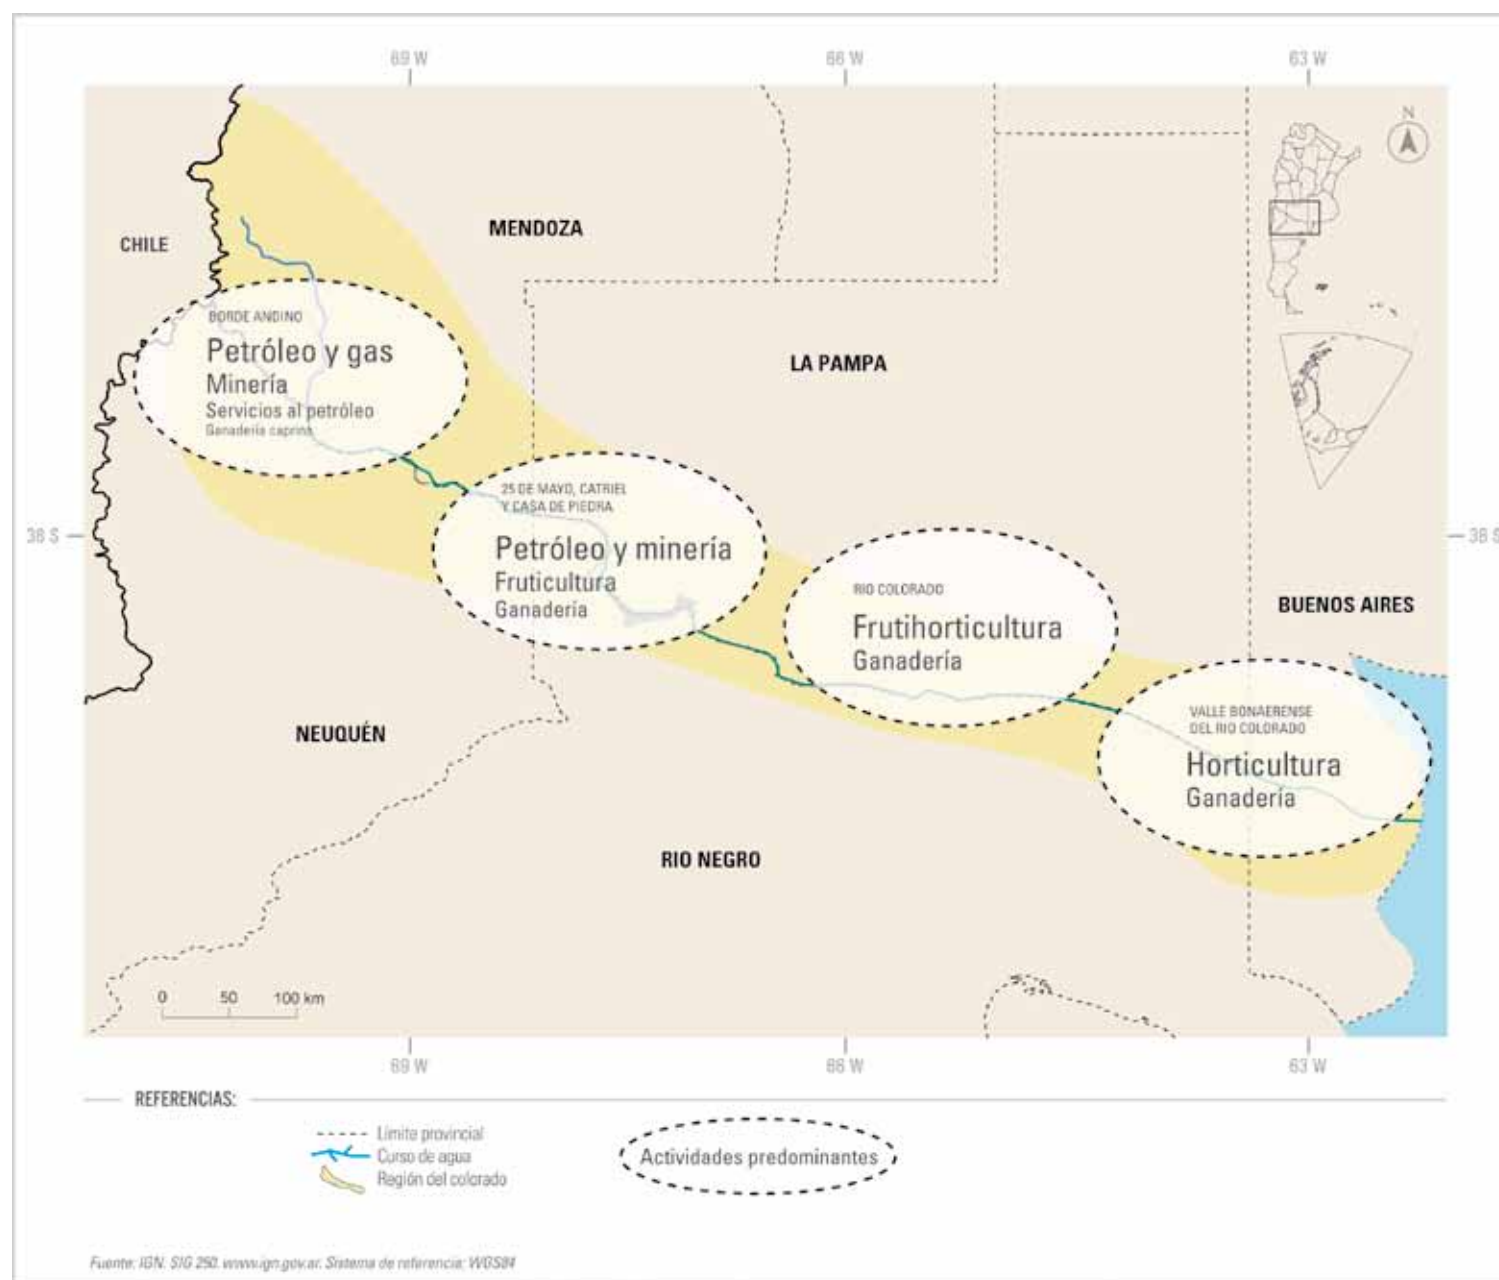 69 W
66 W
63 W
N
CHILE
MENDOZA
BORDE ANDINO
Petróleo y gas
Minería
Servicios al petróleo
Ganadería caprina
LA PAMPA
38 S
38 S
25 DE MAYO, CATRIEL
Y CASA DE PIEDRA
Petróleo y minería
Fruticultura
Ganadería
RIO COLORADO
Frutihorticultura
Ganadería
BUENOS AIRES
VALLE BONAERENSE
DEL RIO COLORADO
Horticultura
Ganadería
NEUQUÉN
RIO NEGRO
0 50 100 km
69 W
66 W
63 W
REFERENCIAS:
Límite provincial
Curso de agua
Región del colorado
Actividades predominantes
Fuente: IGN. SIG 250. www.ign.gov.ar. Sistema de referencia: WGS84